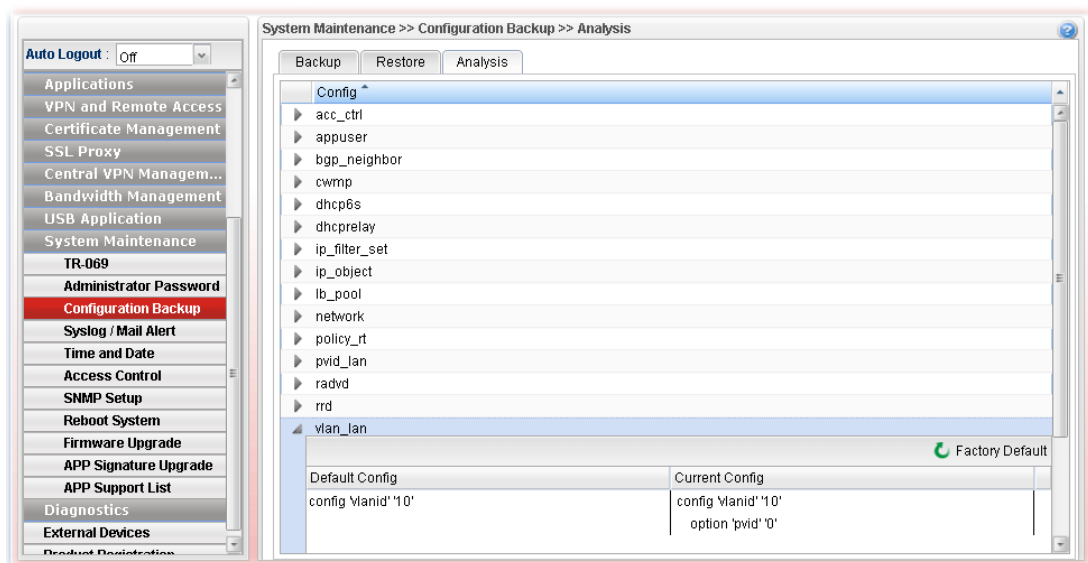 System Maintenance >> Configuration Backup >> Analysis
Auto Logout : Off
Applications
VPN and Remote Access
Certificate Management
SSL Proxy
Central VPN Managem...
Bandwidth Management
USB Application
System Maintenance
TR-069
Administrator Password
Configuration Backup
Syslog / Mail Alert
Time and Date
Access Control
SNMP Setup
Reboot System
Firmware Upgrade
APP Signature Upgrade
APP Support List
Diagnostics
External Devices
Product Registration
Backup Restore Analysis
Config
acc_ctrl
appuser
bgp_neighbor
cwmp
dhcp6s
dhcprelay
ip_filter_set
ip_object
lb_pool
network
policy_rt
pvid_lan
radvd
rrd
vlan_lan
Factory Default
Default Config Current Config
config 'vlanid' '10' config 'vlanid' '10'
option 'pvid' '0'